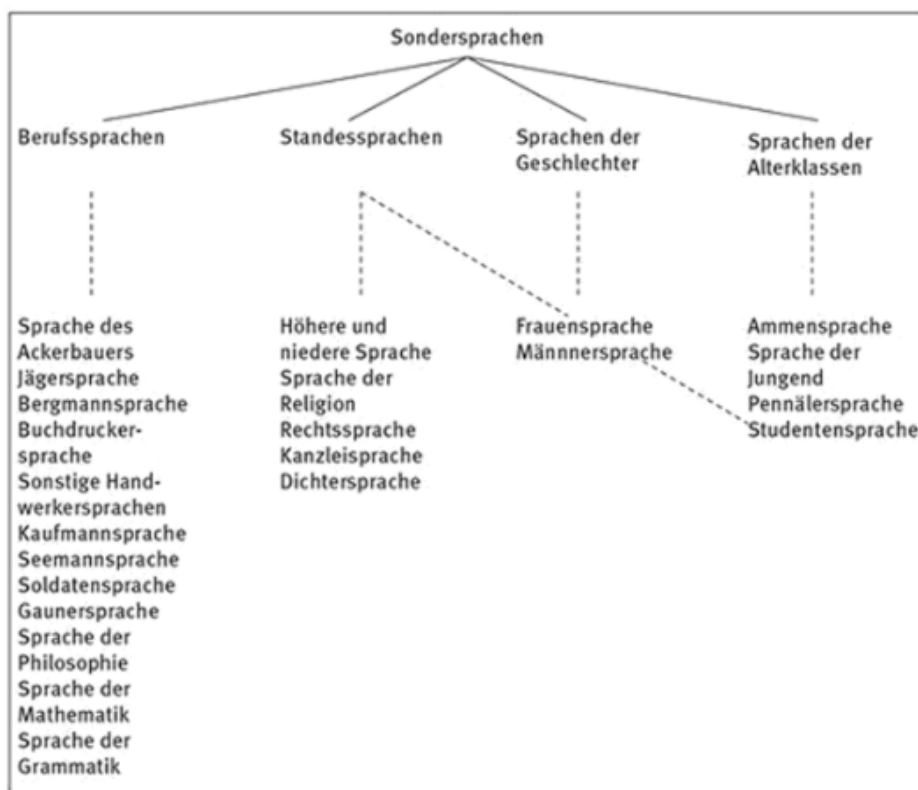 Sondersprachen
Berufssprachen
Standessprachen
Sprachen der
Geschlechter
Sprachen der
Alterklassen
Sprache des
Ackerbauers
Jägersprache
Bergmannsprache
Buchdrucker-
sprache
Sonstige Hand-
werkersprachen
Kaufmannsprache
Seemannsprache
Soldatensprache
Gaunersprache
Sprache der
Philosophie
Sprache der
Mathematik
Sprache der
Grammatik
Höhere und
niedere Sprache
Sprache der
Religion
Rechtssprache
Kanzleisprache
Dichtersprache
Frauensprache
Männnersprache
Ammensprache
Sprache der
Jungend
Pennälersprache
Studentensprache